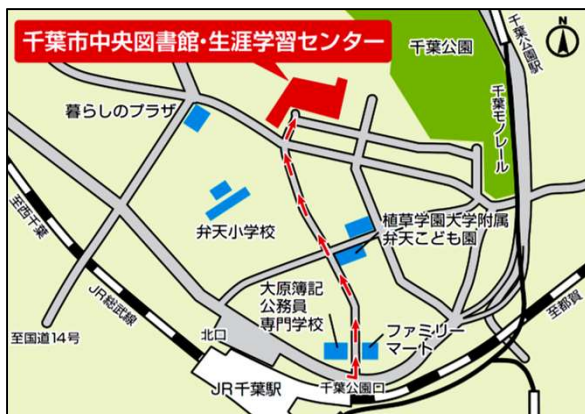 千葉市中央図書館・生涯学習センター
千葉公園
N
千葉公園駅
暮らしのプラザ
千葉モノレール
至西千葉
弁天小学校
植草学園大学附属
弁天こども園
JR総武線
大原簿記
公務員
専門学校
至都賀
至国道14号
北口
ファミリー
マート
JR千葉駅
千葉公園口